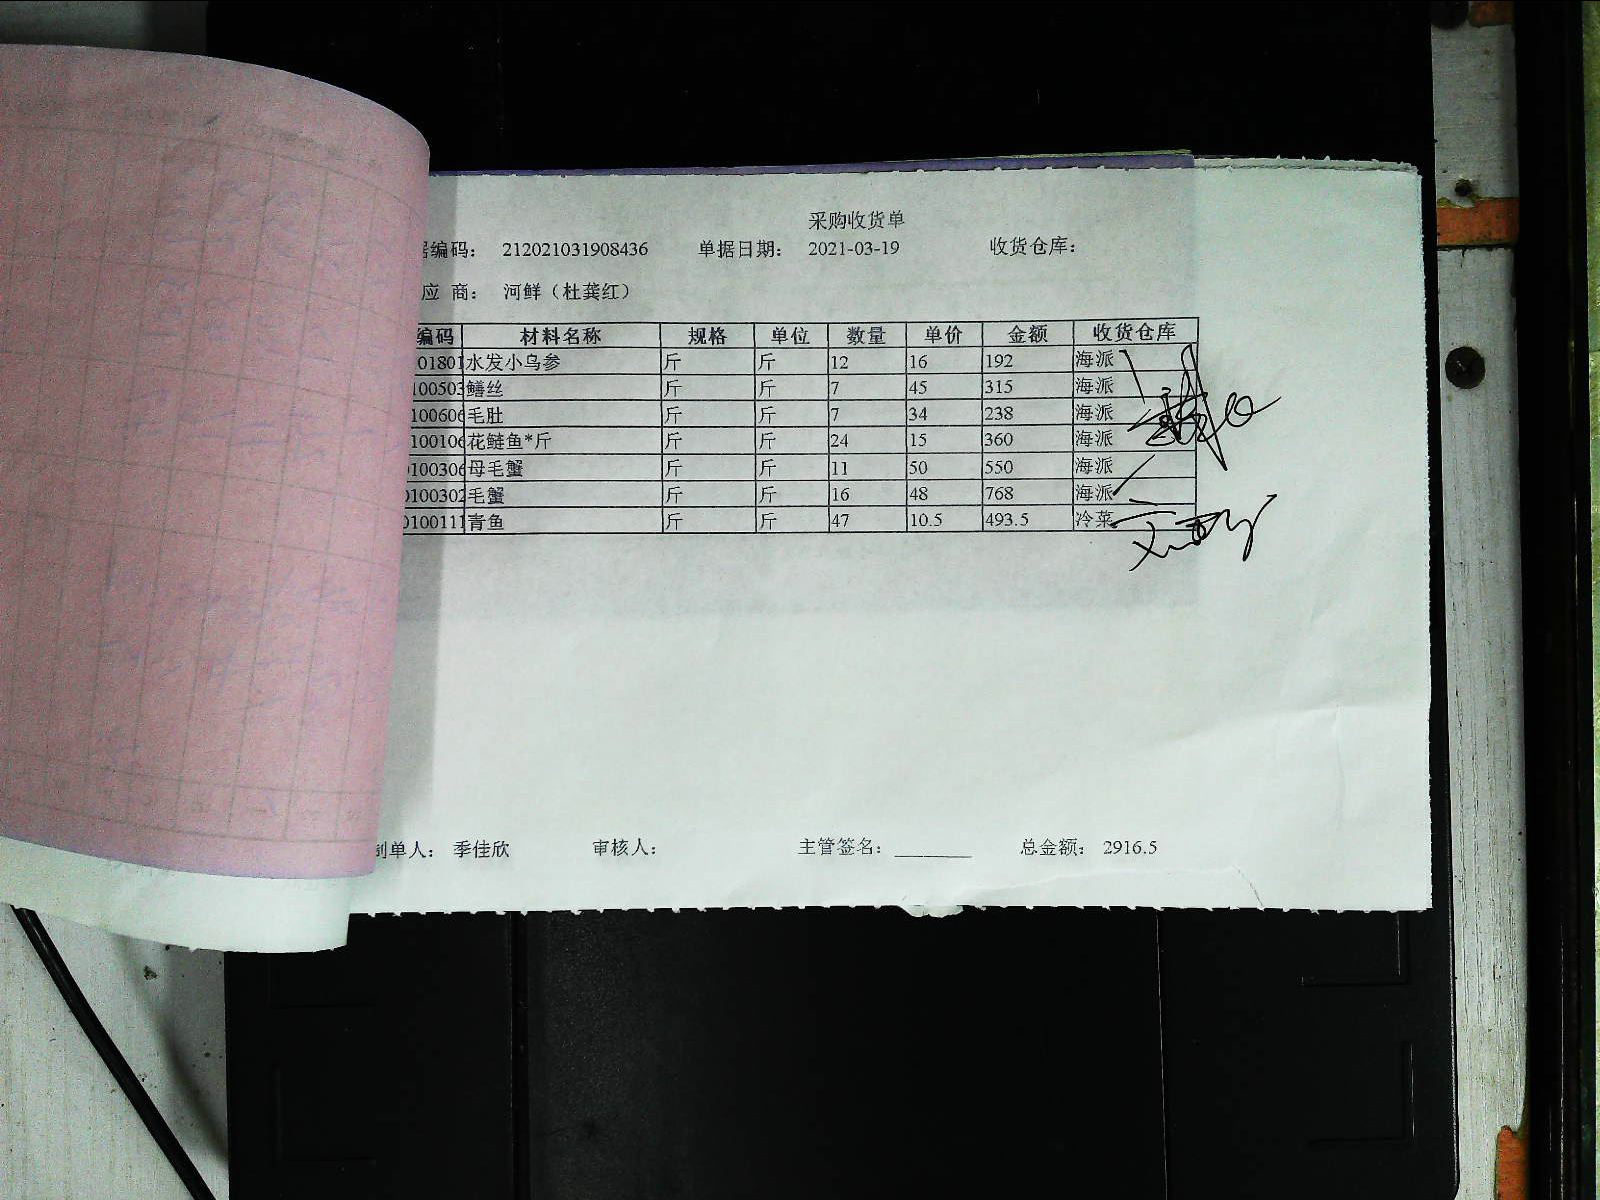 采购收货单
编码： 212021031908436 单据日期： 2021-03-19 收货仓库：
应 商： 河鲜（杜龚红）
编码 材料名称 规格 单位 数量 单价 金额 收货仓库
01801 水发小乌参 斤 斤 12 16 192 海派
100503 鳝丝 斤 斤 7 45 315 海派
100606 毛肚 斤 斤 7 34 238 海派
100106 花鲢鱼*斤 斤 斤 24 15 360 海派
0100306 母毛蟹 斤 斤 11 50 550 海派
0100302 毛蟹 斤 斤 16 48 768 海派
0100111 青鱼 斤 斤 47 10.5 493.5 冷菜
制单人： 季佳欣 审核人： 主管签名： 总金额： 2916.5